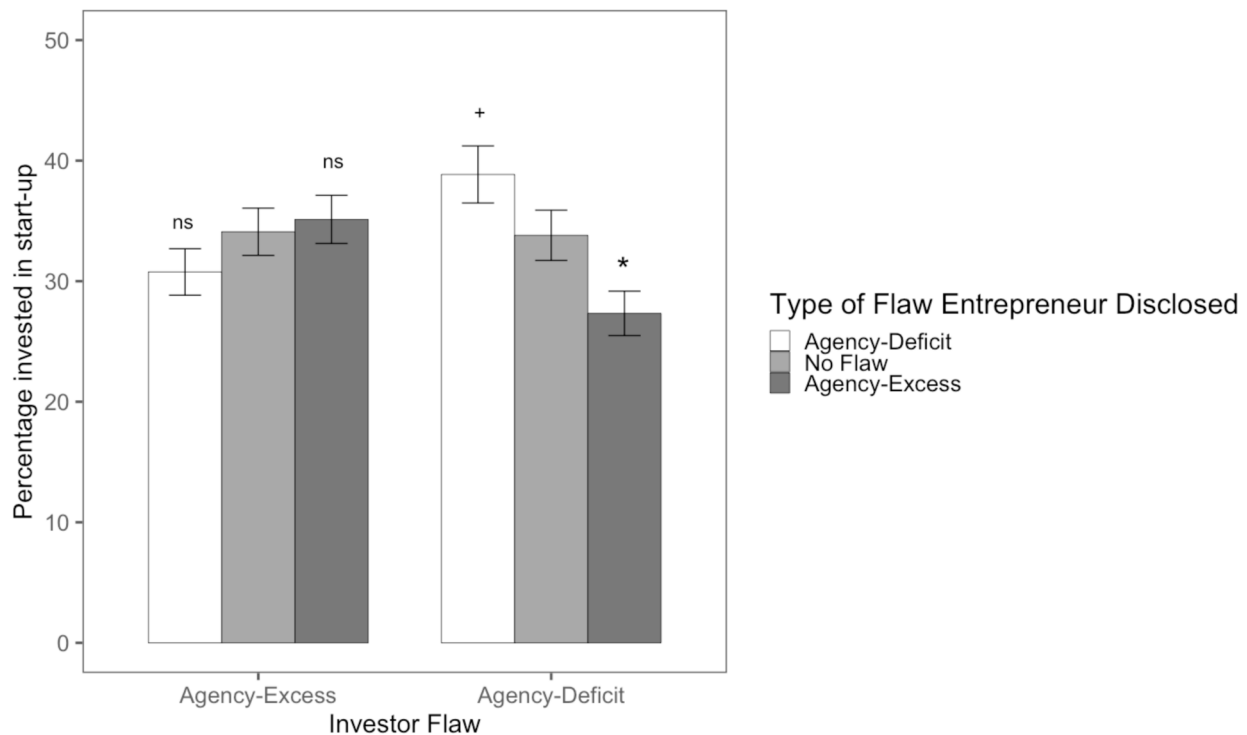 50
40
30
20
10
0
Percentage invested in start-up
ns
ns
+
*
Agency-Excess
Agency-Deficit
Investor Flaw
Type of Flaw Entrepreneur Disclosed
Agency-Deficit
No Flaw
Agency-Excess